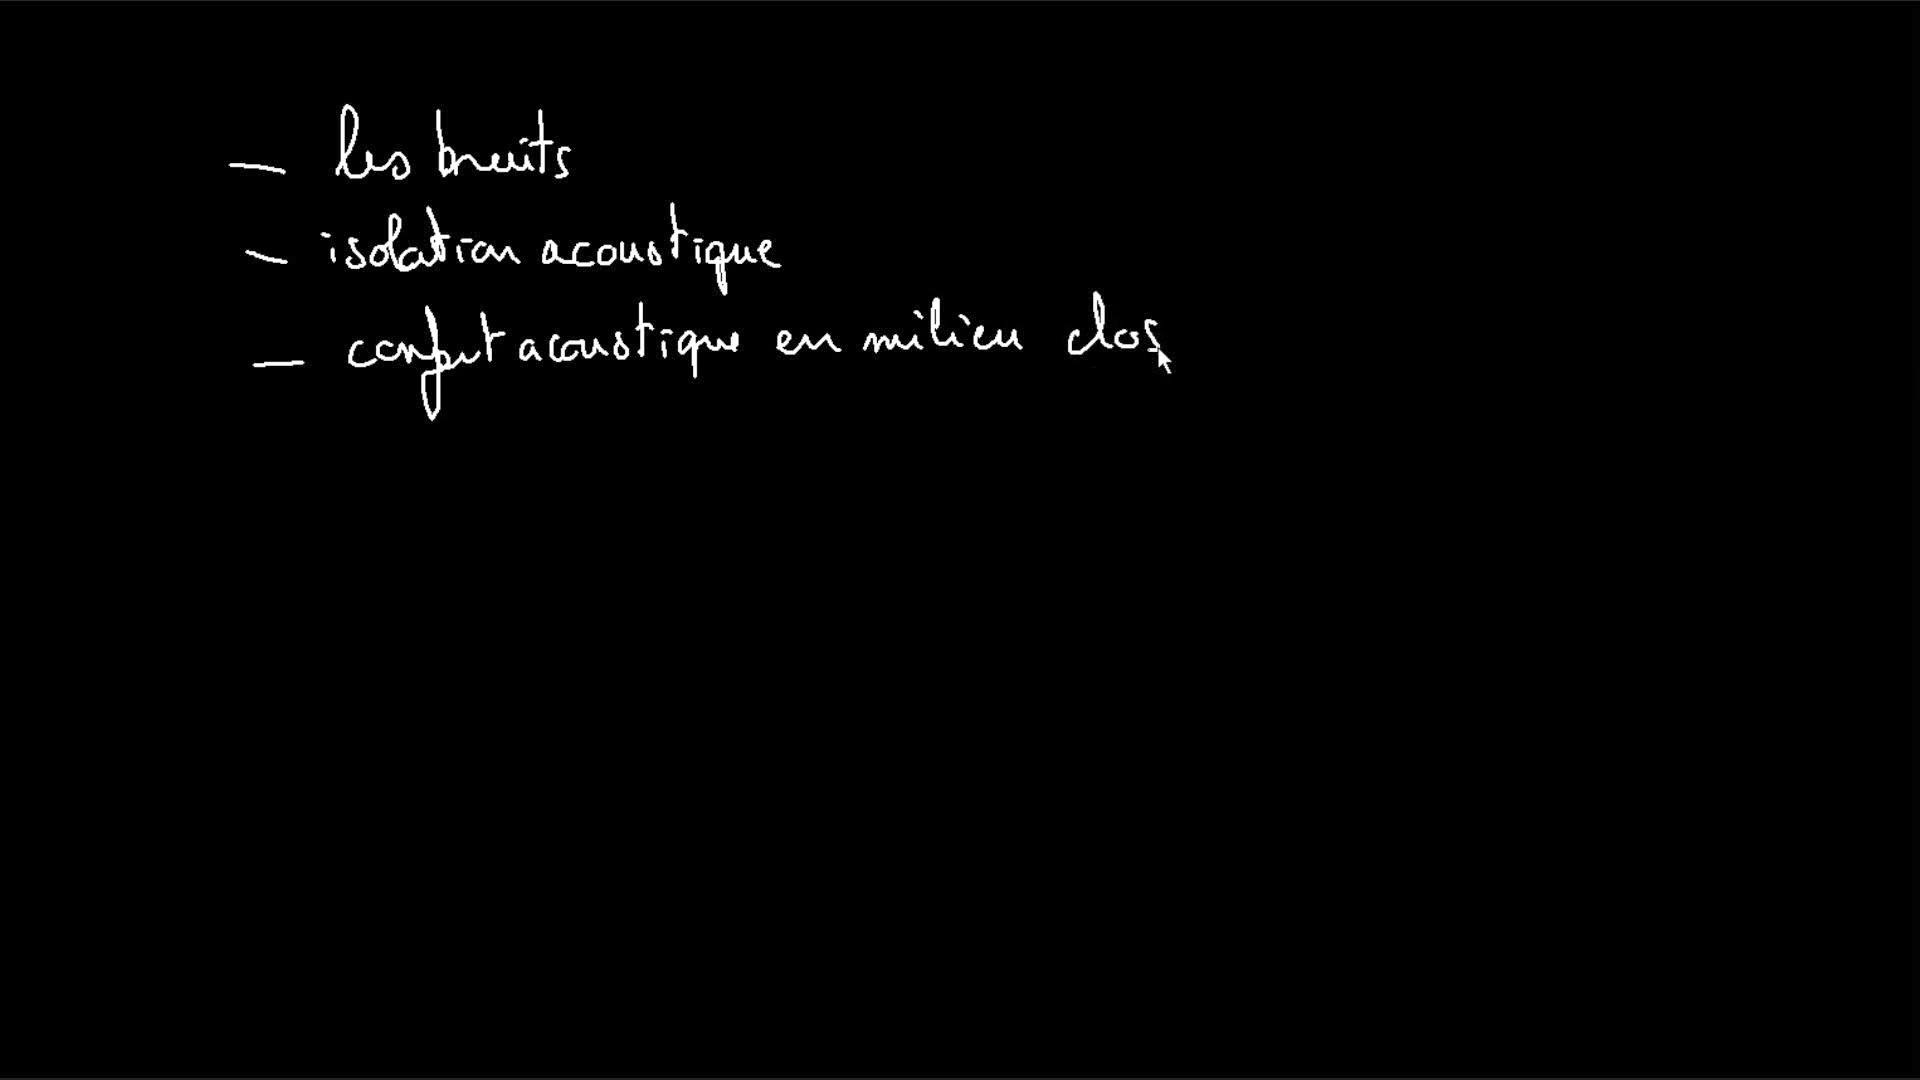 - les bruits
- isolation acoustique
- confort acoustique en milieu clos